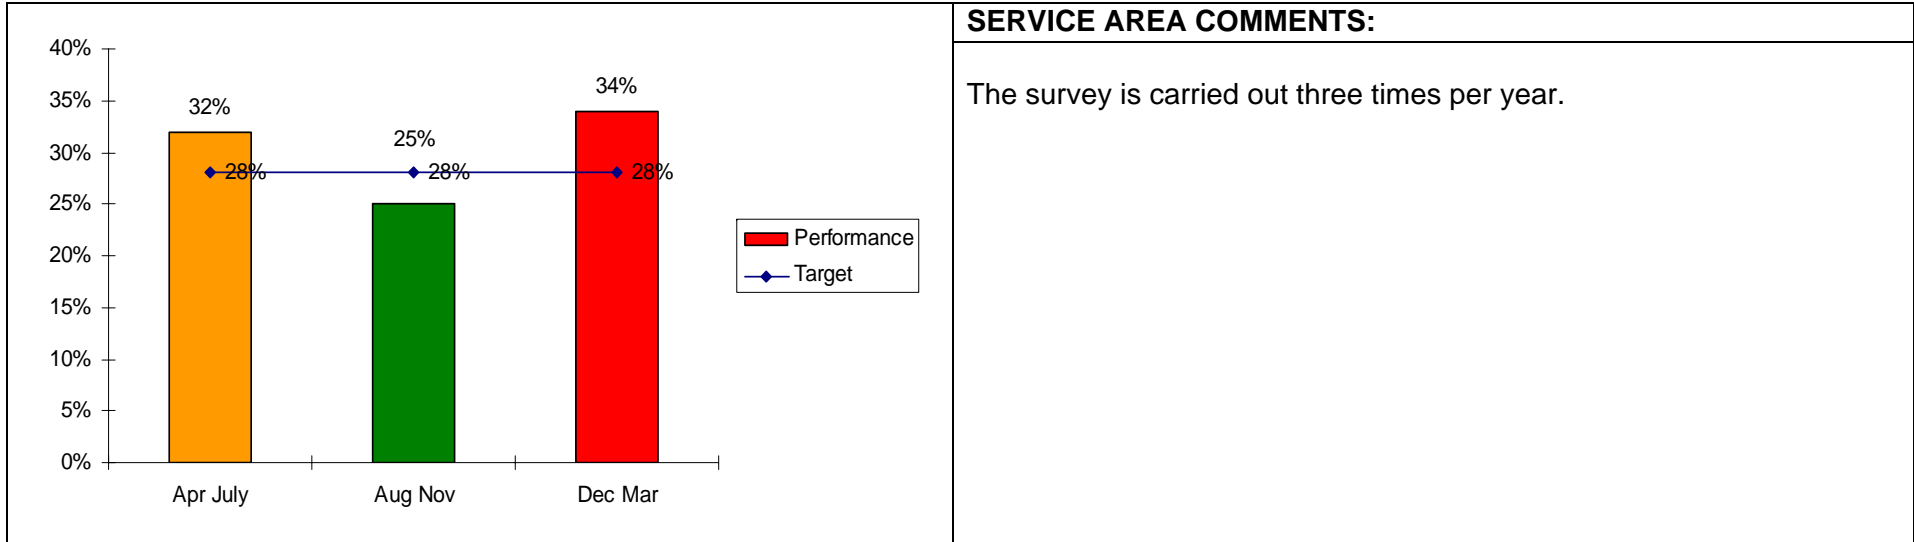 40%
35%
30%
25%
20%
15%
10%
5%
0%
32%
25%
34%
28%
28%
28%
Apr July
Aug Nov
Dec Mar
Performance
Target
SERVICE AREA COMMENTS:
The survey is carried out three times per year.